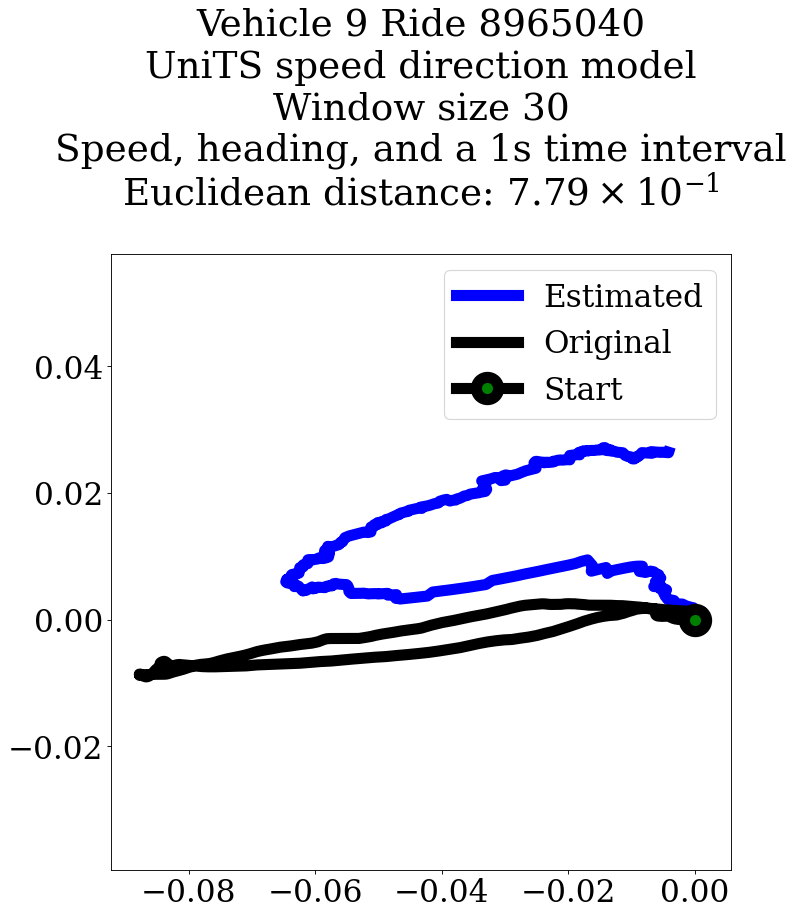 Vehicle 9 Ride 8965040
UniTS speed direction model
Window size 30
Speed, heading, and a 1s time interval
Euclidean distance: 7.79 × 10⁻¹
Estimated
Original
Start
0.04
0.02
0.00
−0.02
−0.08 −0.06 −0.04 −0.02 0.00